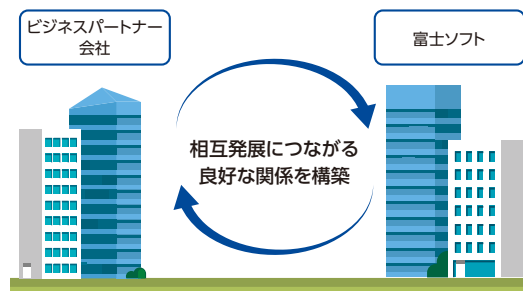 ビジネスパートナー
会社
富士ソフト
相互発展につながる
良好な関係を構築